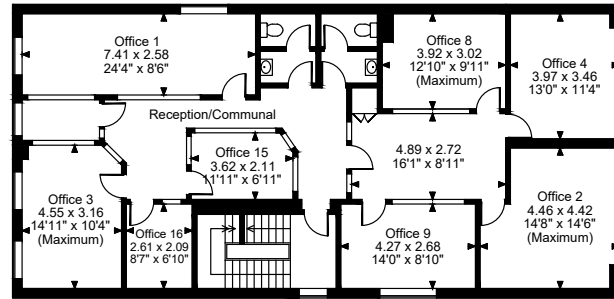 Office 1
7.41 x 2.58
24'4" x 8'6"
Office 8
3.92 x 3.02
12'10" x 9'11"
(Maximum)
Office 4
3.97 x 3.46
13'0" x 11'4"
Reception/Communal
Office 15
3.62 x 2.11
11'11" x 6'11"
4.89 x 2.72
16'1" x 8'11"
Office 3
4.55 x 3.16
14'11" x 10'4"
(Maximum)
Office 16
2.61 x 2.09
8'7" x 6'10"
Office 9
4.27 x 2.68
14'0" x 8'10"
Office 2
4.46 x 4.42
14'8" x 14'6"
(Maximum)